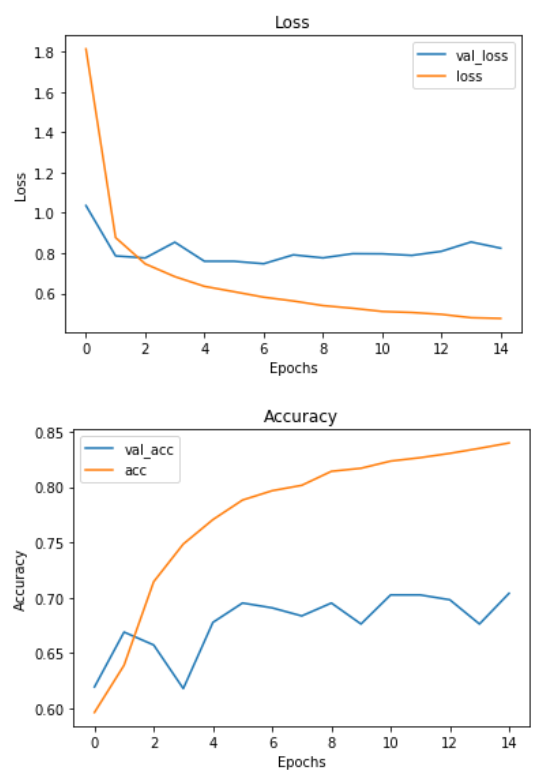 Loss
val_loss
loss
1.8
1.6
1.4
1.2
1.0
0.8
0.6
Loss
0 2 4 6 8 10 12 14
Epochs
Accuracy
val_acc
acc
0.85
0.80
0.75
0.70
0.65
0.60
Accuracy
0 2 4 6 8 10 12 14
Epochs